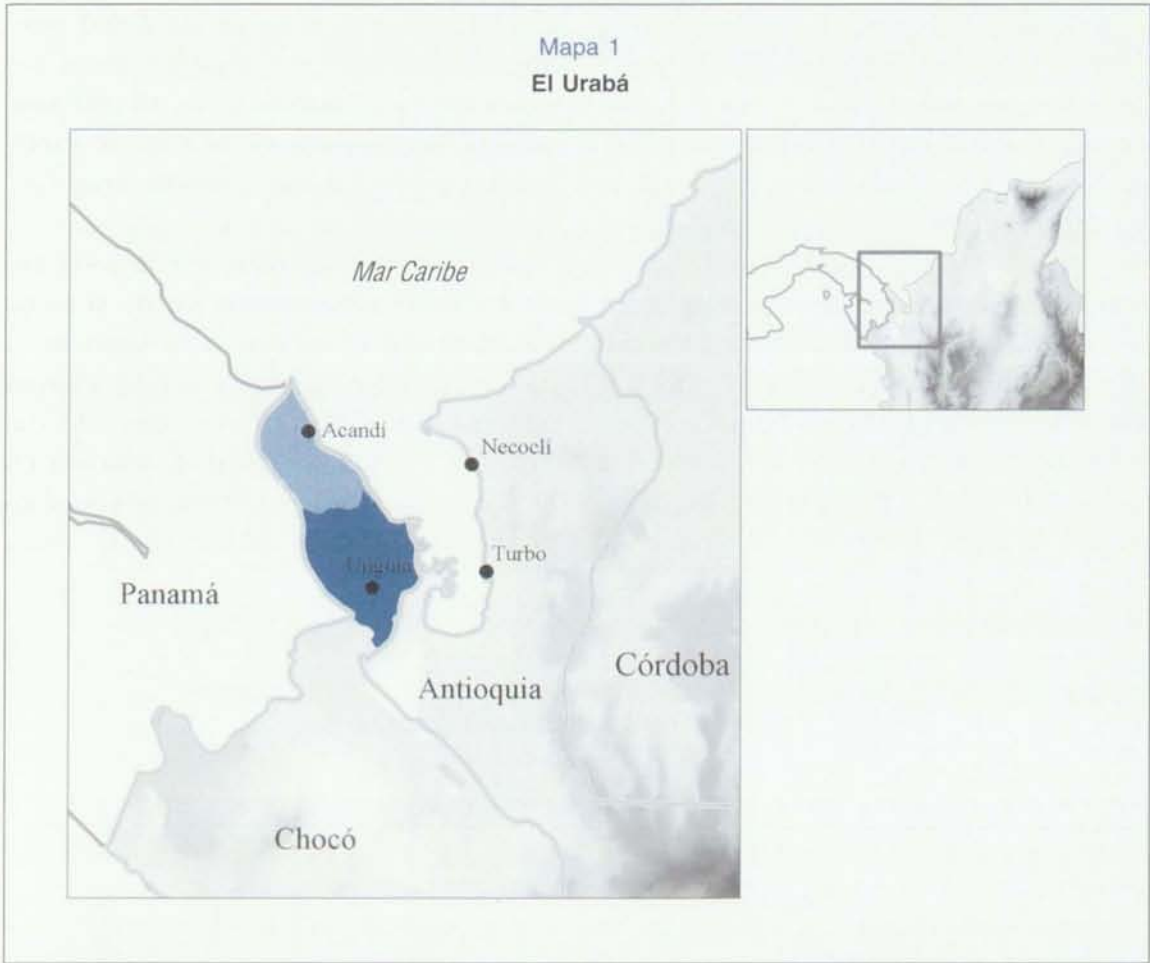 Mapa 1
El Urabá
Mar Caribe
Acandí
Necoclí
Turbo
Unguía
Panamá
Córdoba
Antioquia
Chocó